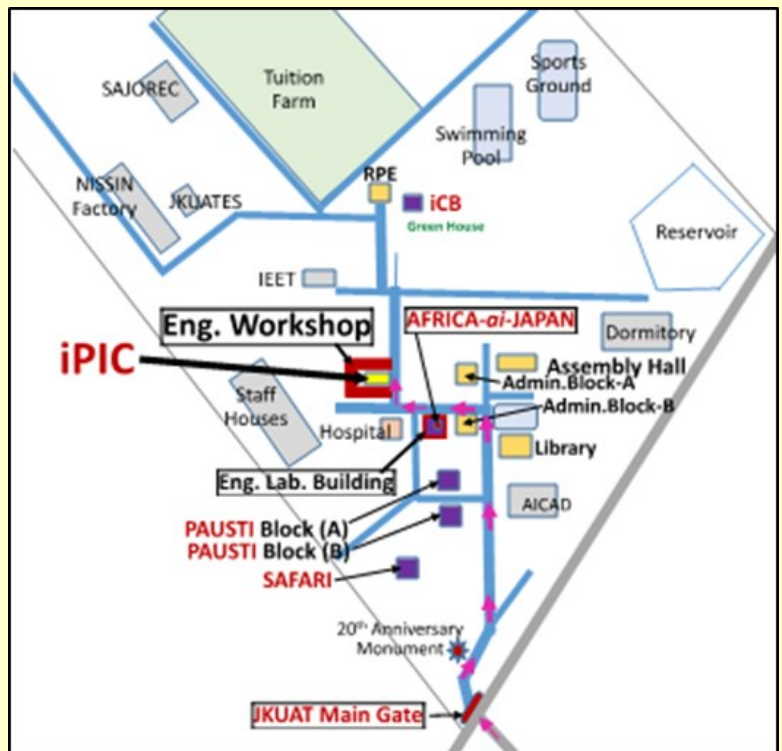 SAJOREC
Tuition
Farm
Sports
Ground
Swimming
Pool
RPE
NISSIN
Factory
JKUATES
iCB
Green House
Reservoir
IEET
Eng. Workshop
AFRICA-ai-JAPAN
iPIC
Dormitory
Assembly Hall
Admin.Block-A
Staff
Houses
Admin.Block-B
Hospital
Library
Eng. Lab. Building
AICAD
PAUSTI Block (A)
PAUSTI Block (B)
SAFARI
20th Anniversary
Monument
JKUAT Main Gate